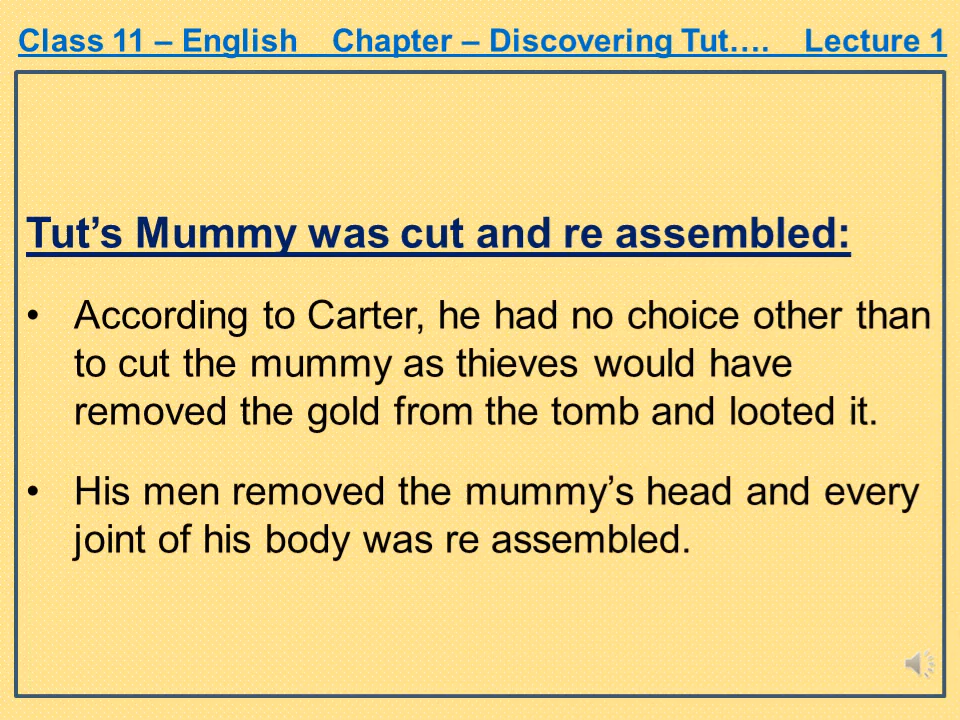 Class 11 – English    Chapter – Discovering Tut….    Lecture 1
Tut’s Mummy was cut and re assembled:
• According to Carter, he had no choice other than
to cut the mummy as thieves would have
removed the gold from the tomb and looted it.
• His men removed the mummy’s head and every
joint of his body was re assembled.